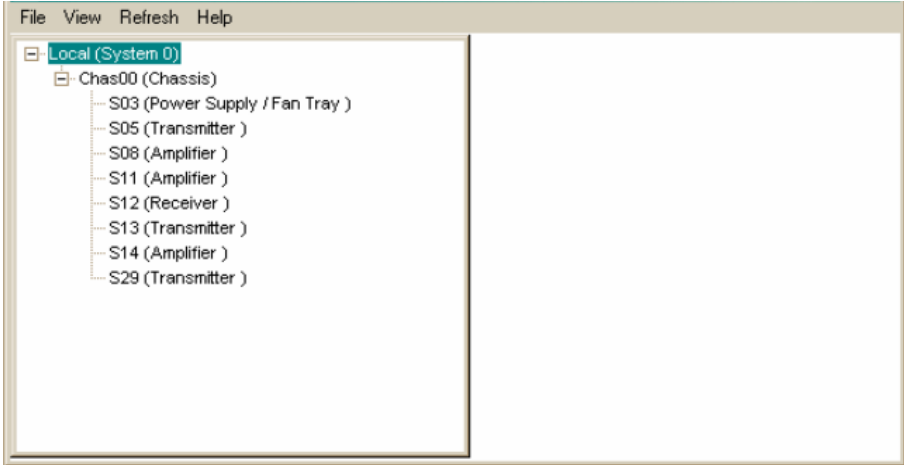 File View Refresh Help
Local (System 0)
Chas00 (Chassis)
S03 (Power Supply / Fan Tray )
S05 (Transmitter )
S08 (Amplifier )
S11 (Amplifier )
S12 (Receiver )
S13 (Transmitter )
S14 (Amplifier )
S29 (Transmitter )